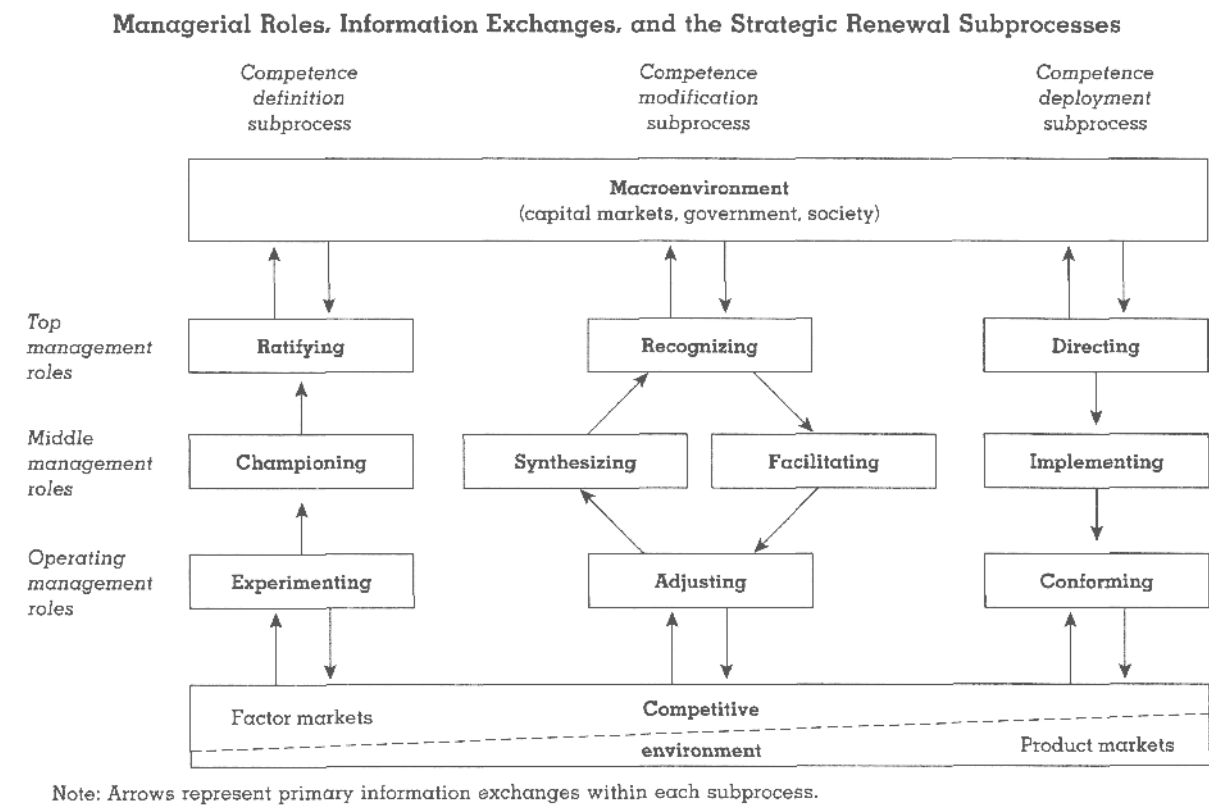 Managerial Roles, Information Exchanges, and the Strategic Renewal Subprocesses
Competence
definition
subprocess
Competence
modification
subprocess
Competence
deployment
subprocess
Macroenvironment
(capital markets, government, society)
Top
management
roles
Ratifying
Recognizing
Directing
Middle
management
roles
Championing
Synthesizing
Facilitating
Implementing
Operating
management
roles
Experimenting
Adjusting
Conforming
Factor markets
Competitive
environment
Product markets
Note: Arrows represent primary information exchanges within each subprocess.